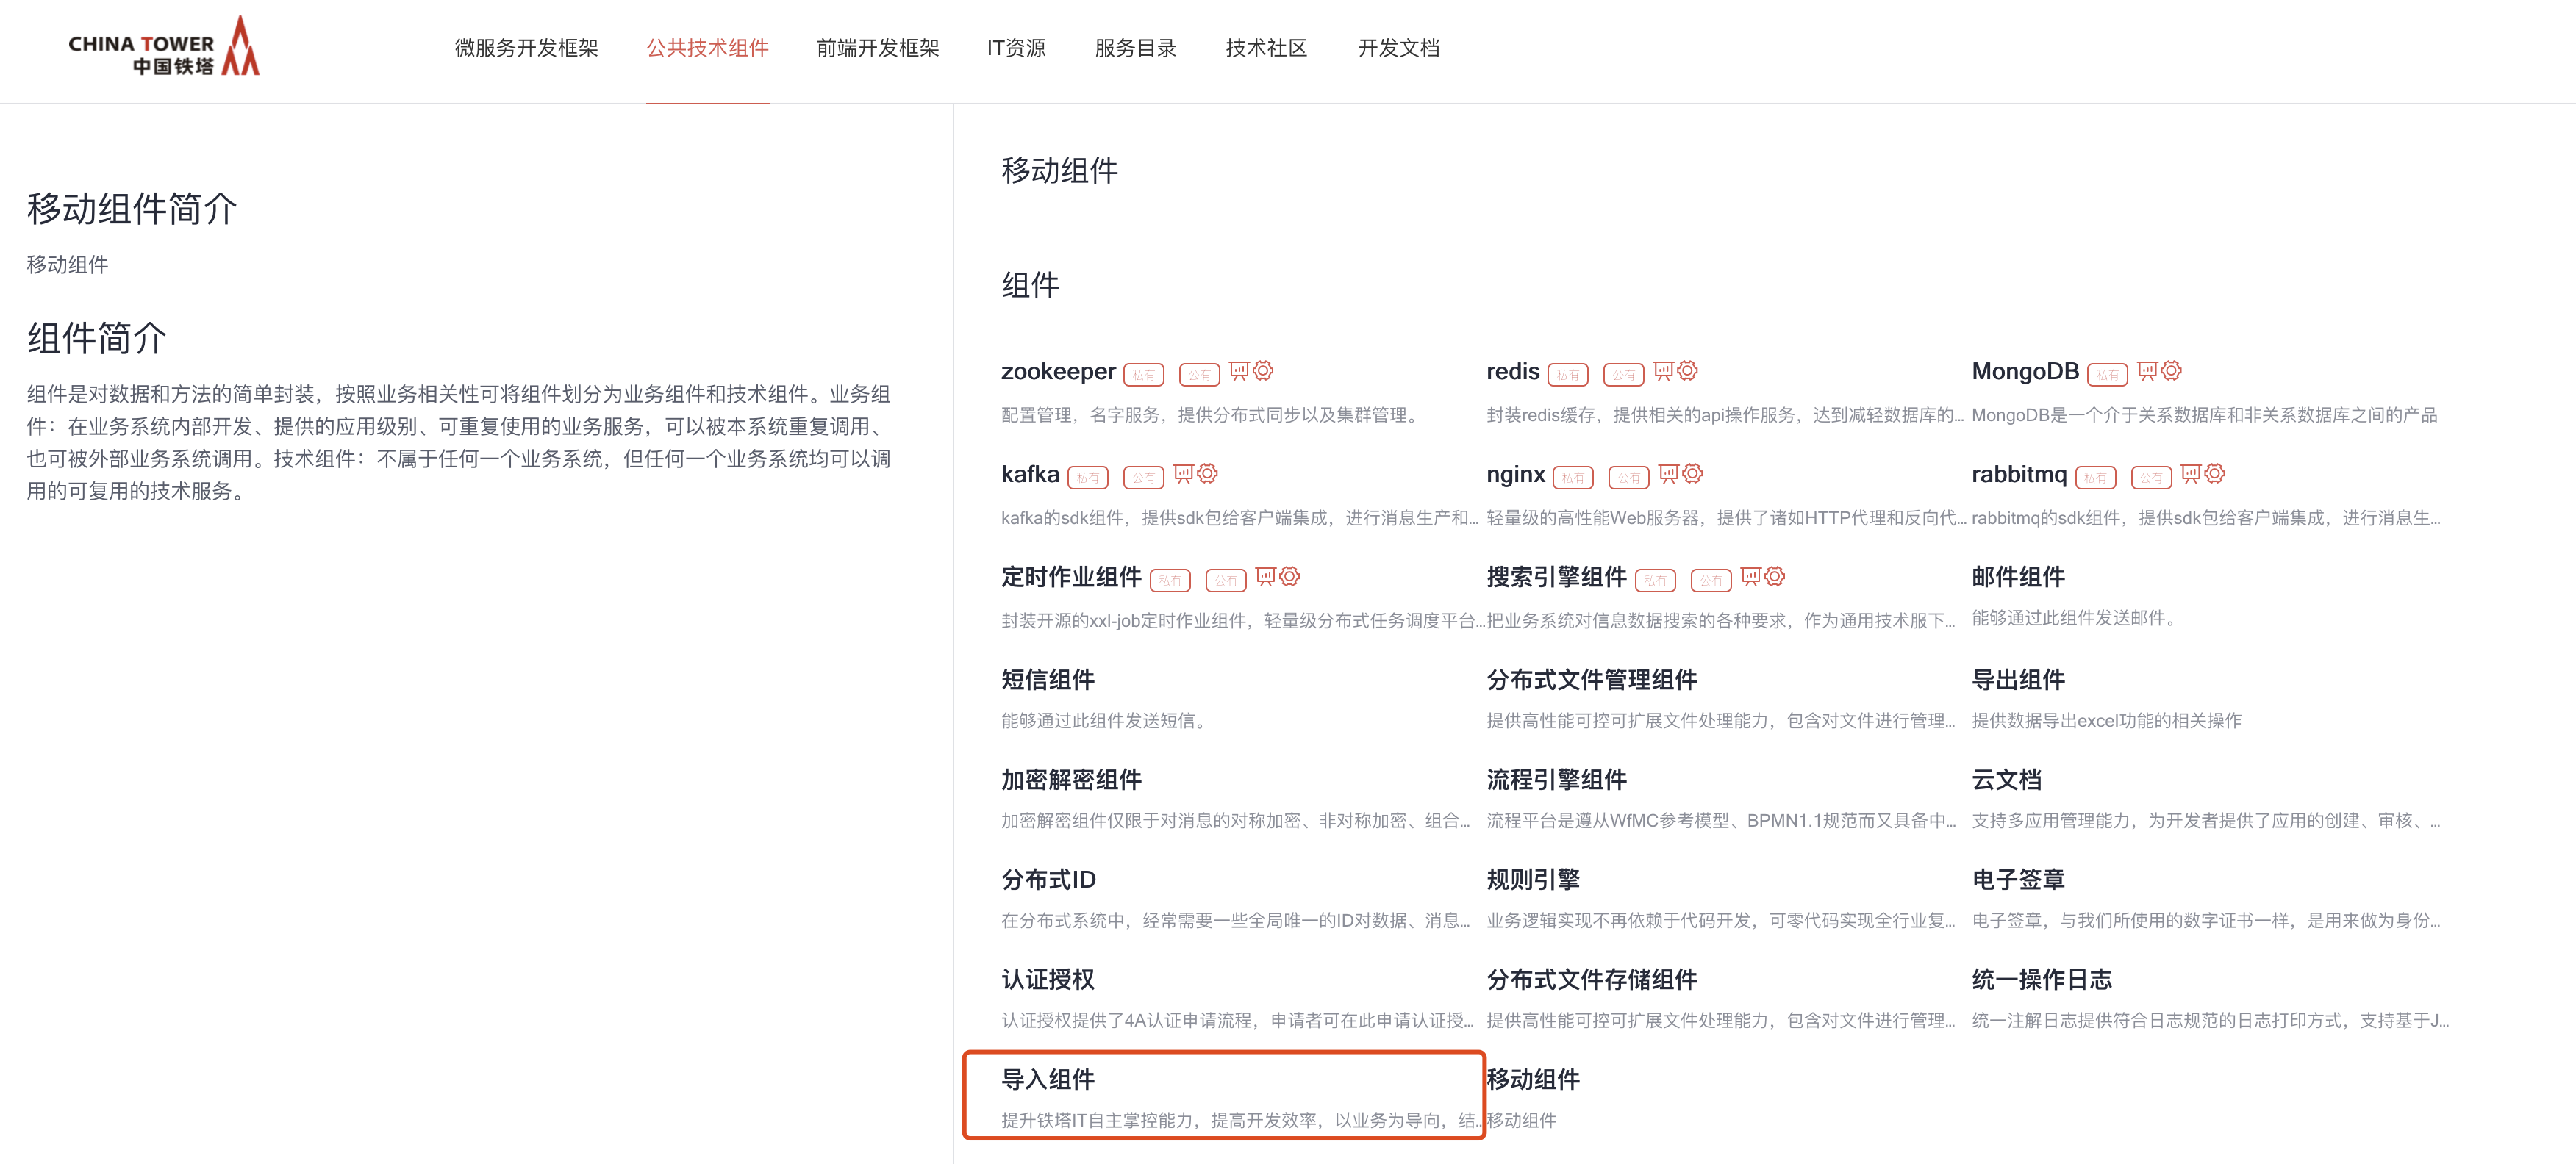 CHINA TOWER
中国铁塔
微服务开发框架 公共技术组件 前端开发框架 IT资源 服务目录 技术社区 开发文档
移动组件简介
移动组件
组件简介
组件是对数据和方法的简单封装，按照业务相关性可将组件划分为业务组件和技术组件。业务组
件：在业务系统内部开发、提供的应用级别、可重复使用的业务服务，可以被本系统重复调用、
也可被外部业务系统调用。技术组件：不属于任何一个业务系统，但任何一个业务系统均可以调
用的可复用的技术服务。
移动组件
组件
zookeeper 私有 公有
配置管理，名字服务，提供分布式同步以及集群管理。
redis 私有 公有
封装redis缓存，提供相关的api操作服务，达到减轻数据库的...
MongoDB 私有
MongoDB是一个介于关系数据库和非关系数据库之间的产品
kafka 私有 公有
kafka的sdk组件，提供sdk包给客户端集成，进行消息生产和...
nginx 私有 公有
轻量级的高性能Web服务器，提供了诸如HTTP代理和反向代...
rabbitmq 私有 公有
rabbitmq的sdk组件，提供sdk包给客户端集成，进行消息生...
定时作业组件 私有 公有
封装开源的xxl-job定时作业组件，轻量级分布式任务调度平台...
搜索引擎组件 私有 公有
把业务系统对信息数据搜索的各种要求，作为通用技术服下...
邮件组件
能够通过此组件发送邮件。
短信组件
能够通过此组件发送短信。
分布式文件管理组件
提供高性能可控可扩展文件处理能力，包含对文件进行管理...
导出组件
提供数据导出excel功能的相关操作
加密解密组件
加密解密组件仅限于对消息的对称加密、非对称加密、组合...
流程引擎组件
流程平台是遵从WfMC参考模型、BPMN1.1规范而又具备中...
云文档
支持多应用管理能力，为开发者提供了应用的创建、审核、...
分布式ID
在分布式系统中，经常需要一些全局唯一的ID对数据、消息...
规则引擎
业务逻辑实现不再依赖于代码开发，可零代码实现全行业复...
电子签章
电子签章，与我们所使用的数字证书一样，是用来做为身份...
认证授权
认证授权提供了4A认证申请流程，申请者可在此申请认证授...
分布式文件存储组件
提供高性能可控可扩展文件处理能力，包含对文件进行管理...
统一操作日志
统一注解日志提供符合日志规范的日志打印方式，支持基于J...
导入组件
提升铁塔IT自主掌控能力，提高开发效率，以业务为导向，结...
移动组件
移动组件